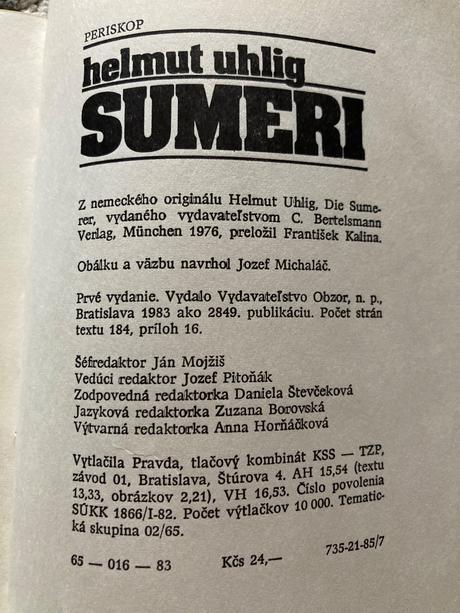 PERISKOP
helmut uhlig
SUMERI
Z nemeckého originálu Helmut Uhlig, Die Sume-
rer, vydaného vydavateľstvom C. Bertelsmann
Verlag, München 1976, preložil František Kalina.
Obálku a väzbu navrhol Jozef Michaláč.
Prvé vydanie. Vydalo Vydavateľstvo Obzor, n. p.,
Bratislava 1983 ako 2849. publikáciu. Počet strán
textu 184, príloh 16.
Šéfredaktor Ján Mojžiš
Vedúci redaktor Jozef Pitoňák
Zodpovedná redaktorka Daniela Števčeková
Jazyková redaktorka Zuzana Borovská
Výtvarná redaktorka Anna Horňáčková
Vytlačila Pravda, tlačový kombinát KSS — TZP,
závod 01, Bratislava, Štúrova 4. AH 15,54 (textu
13,33, obrázkov 2,21), VH 16,53. Číslo povolenia
SÚKK 1866/I-82. Počet výtlačkov 10 000. Tematic-
ká skupina 02/65.
65 — 016 — 83 Kčs 24,— 735-21-85/7